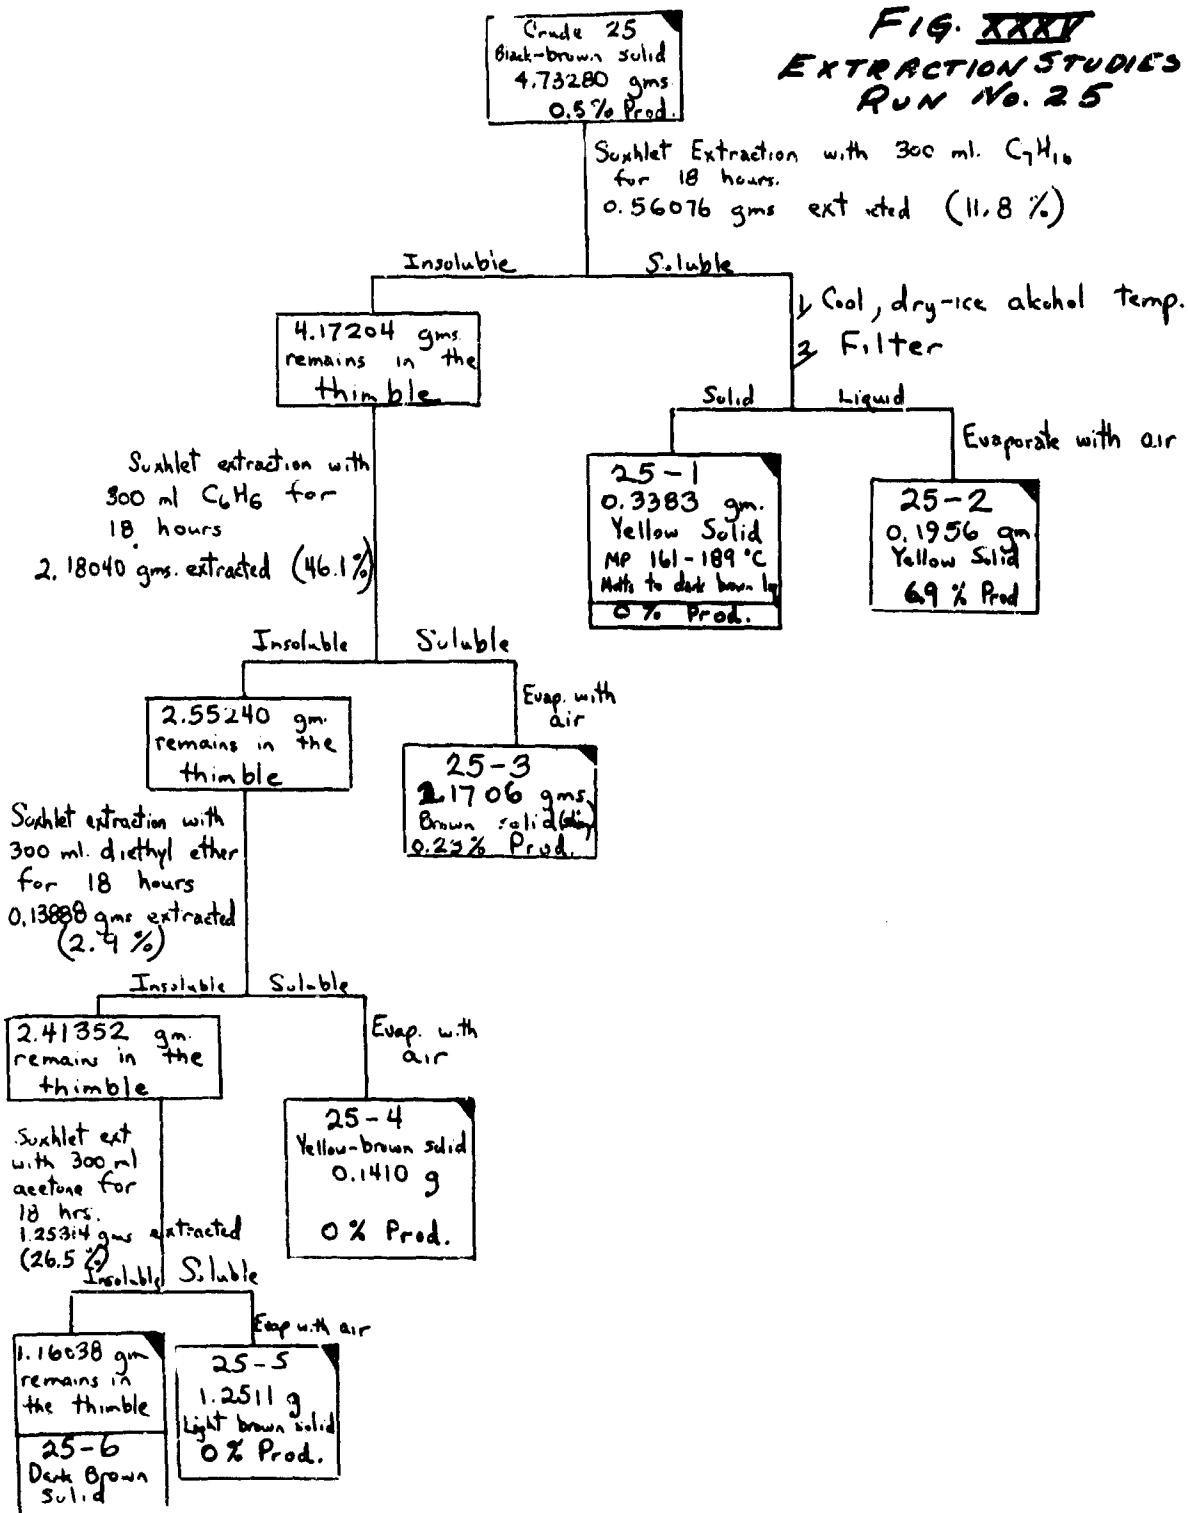 FIG. XXXV
EXTRACTION STUDIES
RUN No. 25
Crude 25
Black-brown solid
4.73280 gms
0.5% Prod.
Soxhlet Extraction with 300 ml. C7H16
for 18 hours.
0.56076 gms ext cted (11.8 %)
Insoluble
Soluble
4.17204 gms.
remains in the
thimble
1, Cool, dry-ice alcohol temp.
2, Filter
Solid
Liquid
Evaporate with air
25-1
0.3383 gm.
Yellow Solid
MP 161-189 °C
Melts to dark brown
0 % Prod.
25-2
0.1956 gm
Yellow Solid
6.9 % Prod
Soxhlet extraction with
300 ml C6H6 for
18 hours
2.18040 gms. extracted (46.1%)
Insoluble
Soluble
2.55240 gm.
remains in the
thimble
Evap. with
air
25-3
2.1706 gms.
Brown solid (shiny)
0.23% Prod.
Soxhlet extraction with
300 ml. diethyl ether
for 18 hours
0.13888 gms extracted
(2.9 %)
Insoluble
Soluble
2.41352 gm.
remains in the
thimble
Evap. with
air
25-4
Yellow-brown solid
0.1410 g
0 % Prod.
Soxhlet ext
with 300 ml
acetone for
18 hrs.
1.25314 gms extracted
(26.5 %)
Insoluble
Soluble
1.16038 gm
remains in
the thimble
25-6
Dark Brown
Solid
Evap with air
25-5
1.2511 g
Light brown solid
0 % Prod.